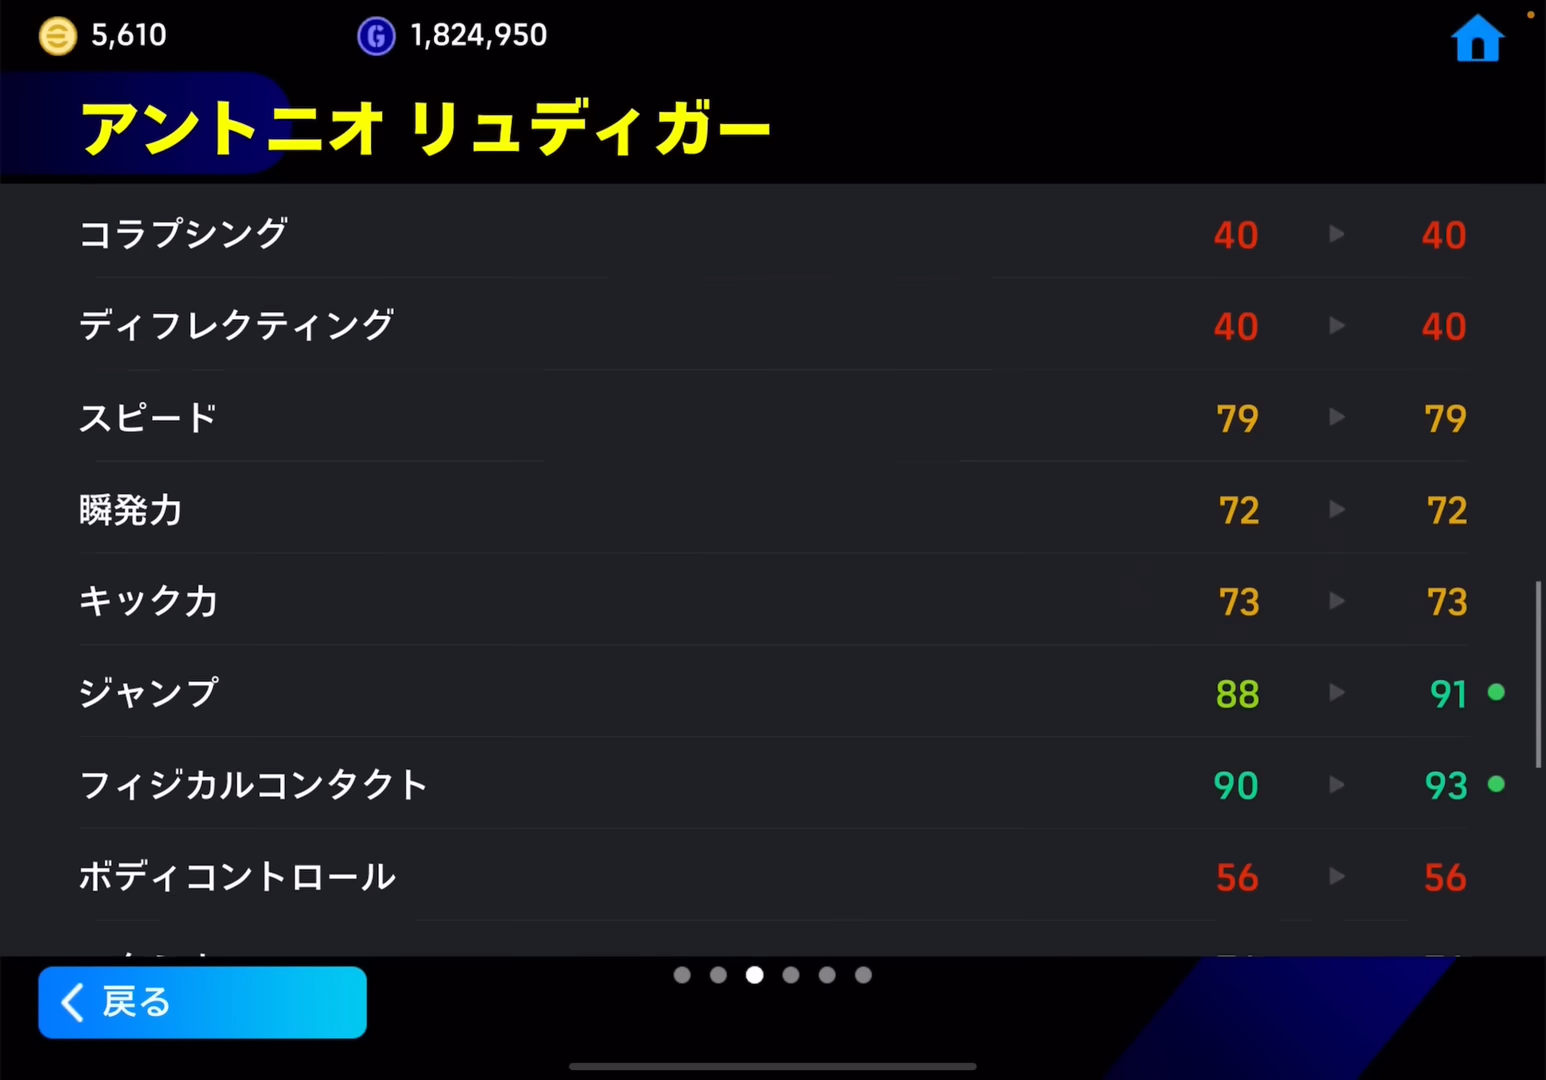 5,610 1,824,950
アントニオ リュディガー
コラプシング 40 40
ディフレクティング 40 40
スピード 79 79
瞬発力 72 72
キック力 73 73
ジャンプ 88 91
フィジカルコンタクト 90 93
ボディコントロール 56 56
戻る